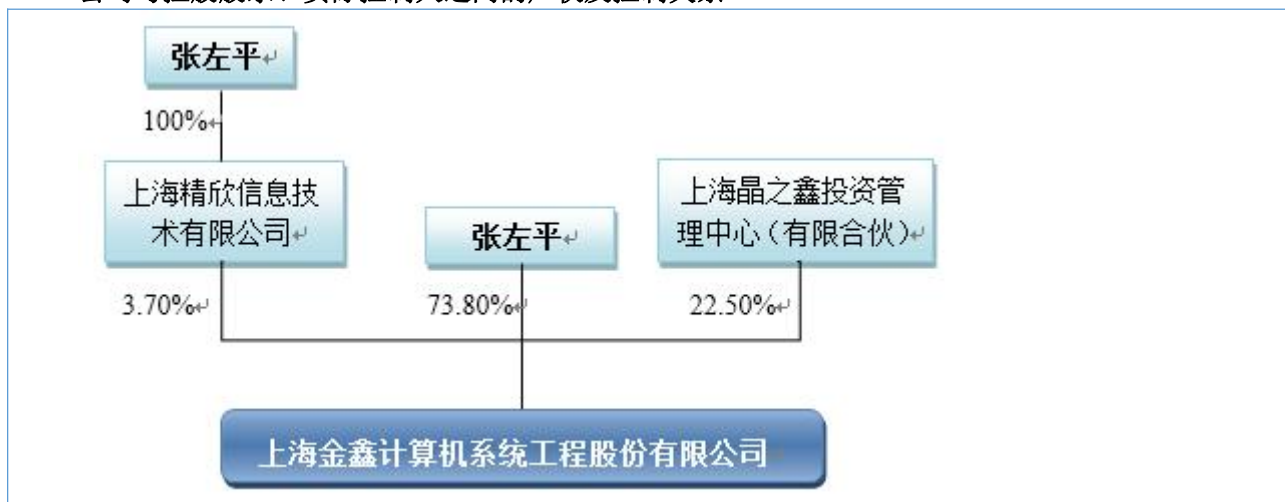 张左平
100%
上海精欣信息技
术有限公司
上海晶之鑫投资管
理中心（有限合伙）
张左平
3.70%
73.80%
22.50%
上海金鑫计算机系统工程股份有限公司